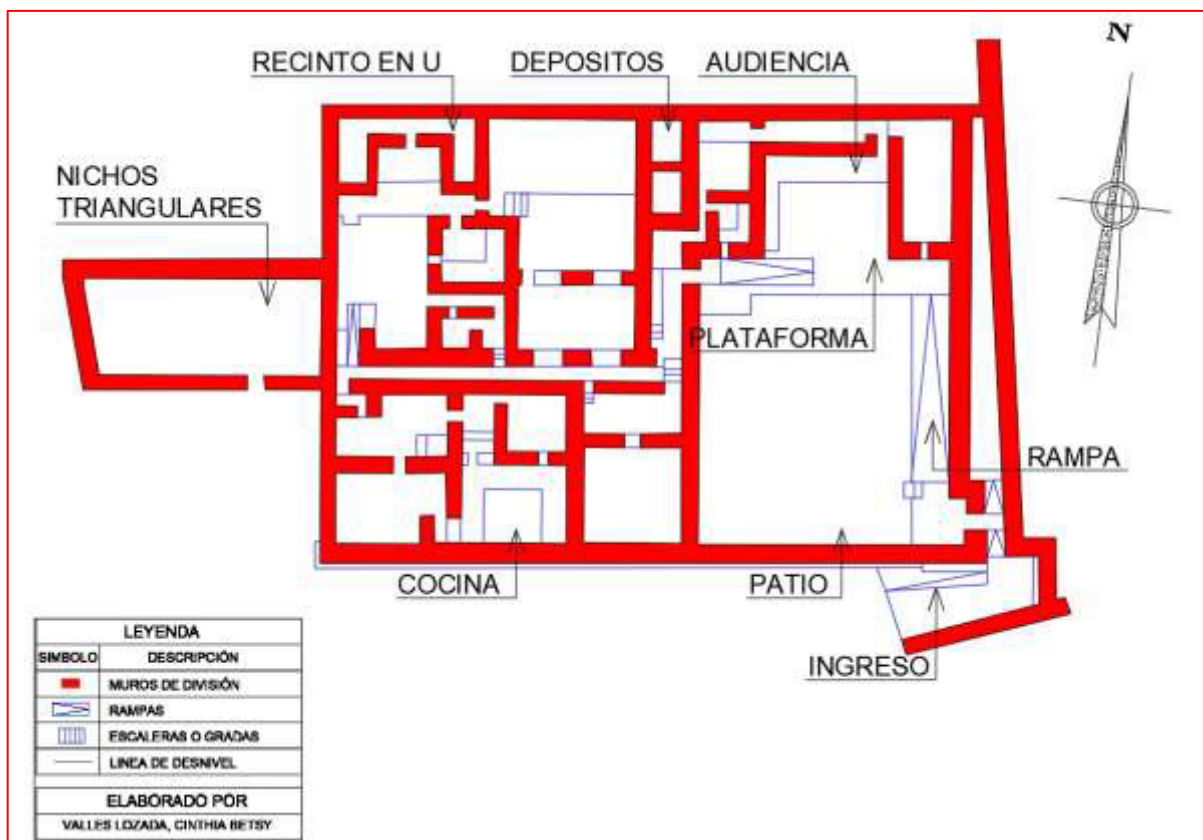 RECINTO EN U
DEPOSITOS
AUDIENCIA
N
NICHOS
TRIANGULARES
PLATAFORMA
RAMPA
COCINA
PATIO
INGRESO
LEYENDA
SIMBOLO DESCRIPCIÓN
MUROS DE DIVISIÓN
RAMPAS
ESCALERAS O GRADAS
LINEA DE DESNIVEL
ELABORADO POR
VALLES LOZADA, CINTHIA BETSY